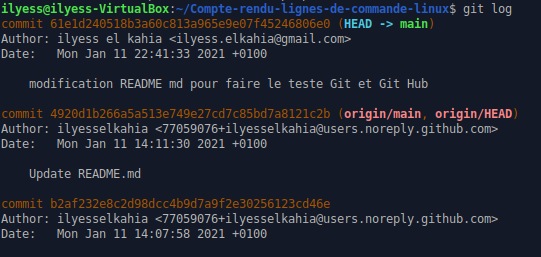 ilyess@ilyess-VirtualBox:~/Compte-rendu-lignes-de-commande-linux$ git log
commit 61e1d240518b3a60c813a965e9e07f45246806e0 (HEAD -> main)
Author: ilyess el kahia <ilyess.elkahia@gmail.com>
Date:   Mon Jan 11 22:41:33 2021 +0100
    modification README md pour faire le teste Git et Git Hub
commit 4920d1b266a5a513e749e27cd7c85bd7a8121c2b (origin/main, origin/HEAD)
Author: ilyesselkahia <77059076+ilyesselkahia@users.noreply.github.com>
Date:   Mon Jan 11 14:11:30 2021 +0100
    Update README.md
commit b2af232e8c2d98dcc4b9d7a9f2e30256123cd46e
Author: ilyesselkahia <77059076+ilyesselkahia@users.noreply.github.com>
Date:   Mon Jan 11 14:07:58 2021 +0100